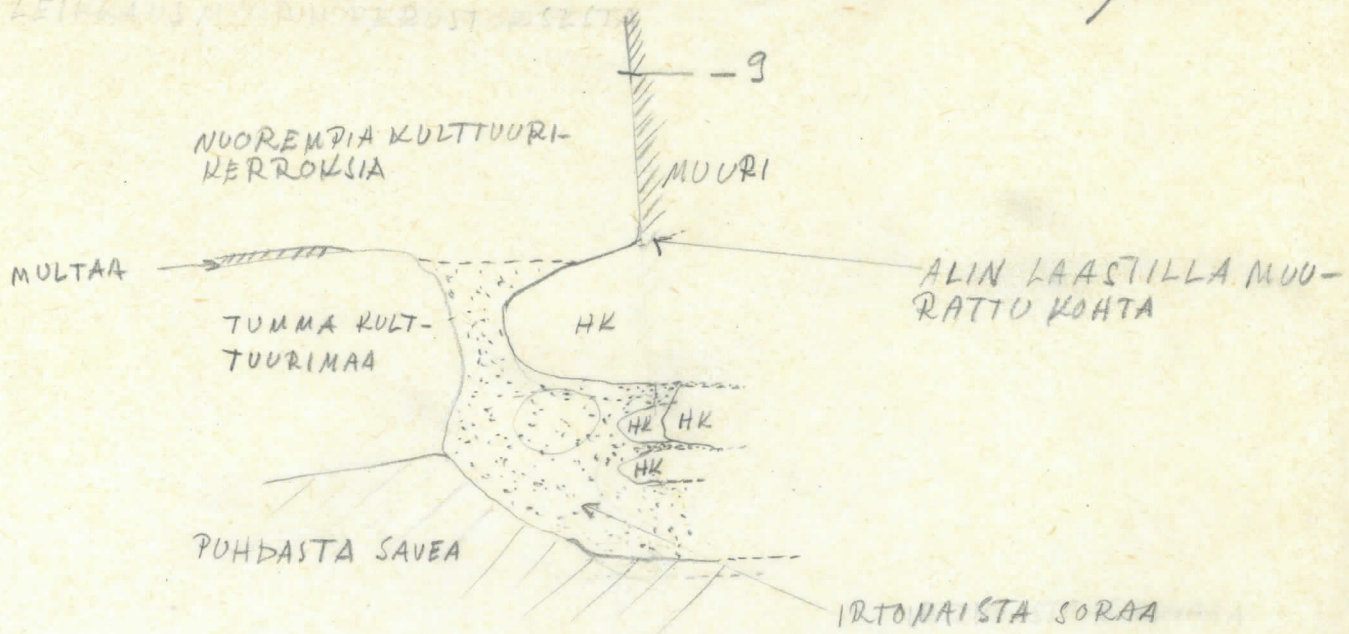 – 9
NUOREMPIA KULTTUURI-
KERROKSIA
MUURI
MULTAA
ALIN LAASTILLA MUU-
RATTU KOHTA
TUMMA KULT-
TUURIMAA
HK
HK
HK
HK
PUHDASTA SAVEA
IRTONAISTA SORAA